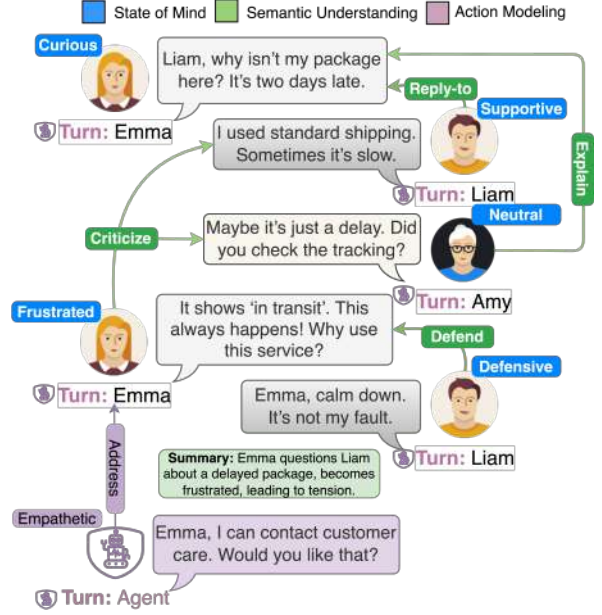 State of Mind
Semantic Understanding
Action Modeling
Curious
Liam, why isn't my package
here? It's two days late.
Turn: Emma
Reply-to
Supportive
I used standard shipping.
Sometimes it's slow.
Turn: Liam
Explain
Neutral
Criticize
Maybe it's just a delay. Did
you check the tracking?
Turn: Amy
Frustrated
It shows 'in transit'. This
always happens! Why use
this service?
Turn: Emma
Defend
Defensive
Emma, calm down.
It's not my fault.
Turn: Liam
Address
Summary: Emma questions Liam
about a delayed package, becomes
frustrated, leading to tension.
Empathetic
Emma, I can contact customer
care. Would you like that?
Turn: Agent